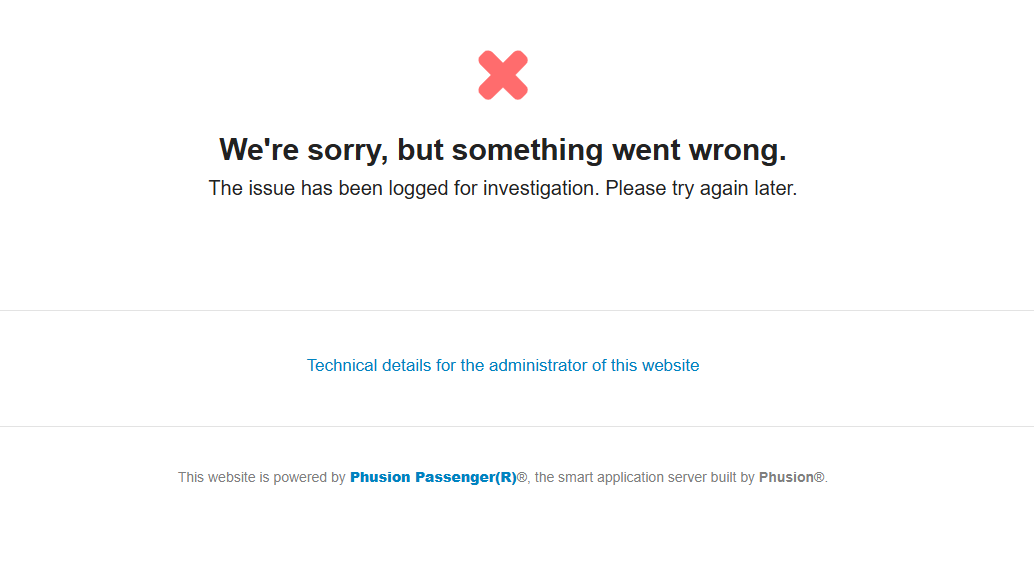 We're sorry, but something went wrong.
The issue has been logged for investigation. Please try again later.
Technical details for the administrator of this website
This website is powered by Phusion Passenger(R)®, the smart application server built by Phusion®.